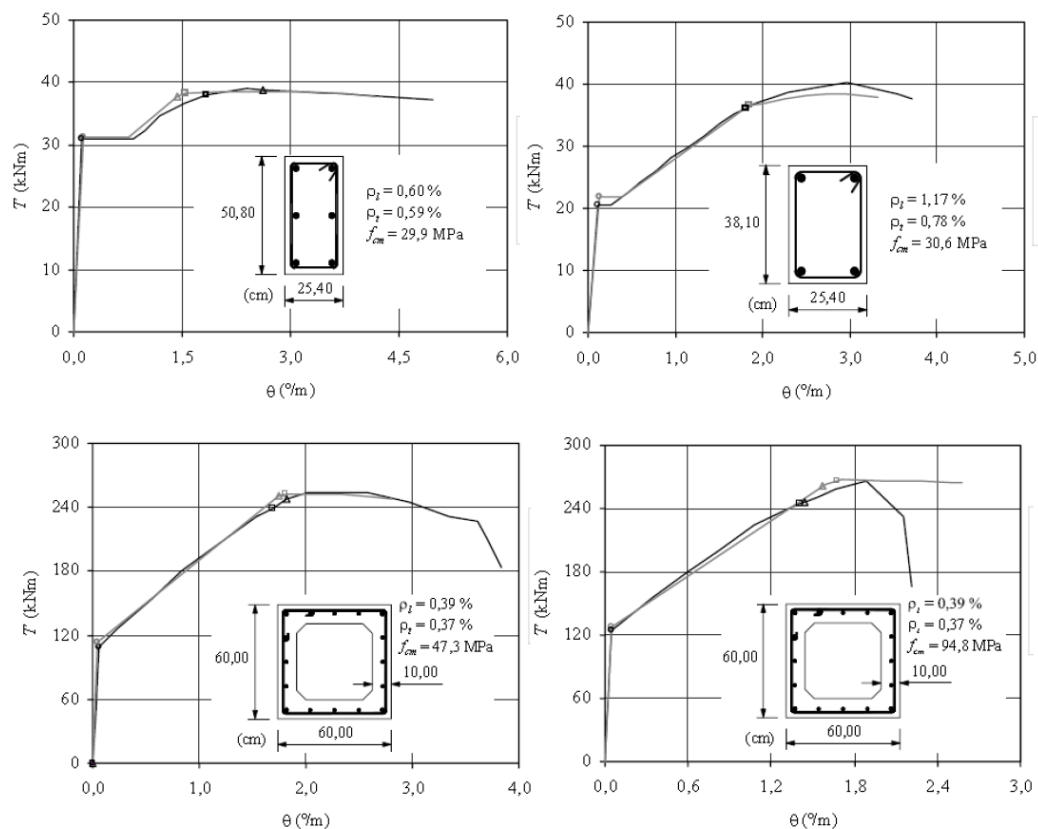 50
40
30
20
10
0
T (kNm)
0,0
1,5
3,0
4,5
6,0
θ (º/m)
50,80
25,40
(cm)
ρl = 0,60 %
ρt = 0,59 %
fcm = 29,9 MPa
50
40
30
20
10
0
T (kNm)
0,0
1,0
2,0
3,0
4,0
5,0
θ (º/m)
38,10
25,40
(cm)
ρl = 1,17 %
ρt = 0,78 %
fcm = 30,6 MPa
300
240
180
120
60
0
T (kNm)
0,0
1,0
2,0
3,0
4,0
θ (º/m)
60,00
10,00
60,00
(cm)
ρl = 0,39 %
ρt = 0,37 %
fcm = 47,3 MPa
300
240
180
120
60
0
T (kNm)
0,0
0,6
1,2
1,8
2,4
3,0
θ (º/m)
60,00
10,00
60,00
(cm)
ρl = 0,39 %
ρt = 0,37 %
fcm = 94,8 MPa